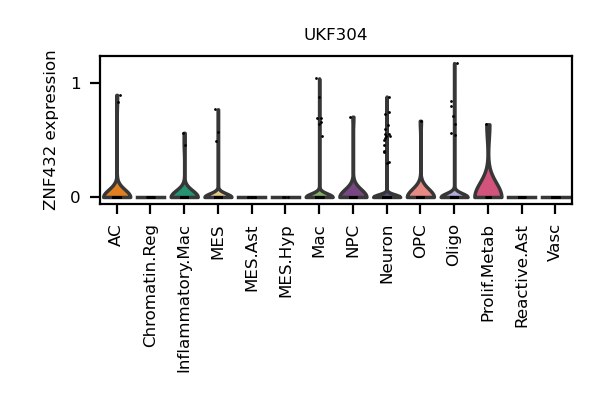 UKF304
ZNF432 expression
1
0
AC
Chromatin.Reg
Inflammatory.Mac
MES
MES.Ast
MES.Hyp
Mac
NPC
Neuron
OPC
Oligo
Prolif.Metab
Reactive.Ast
Vasc